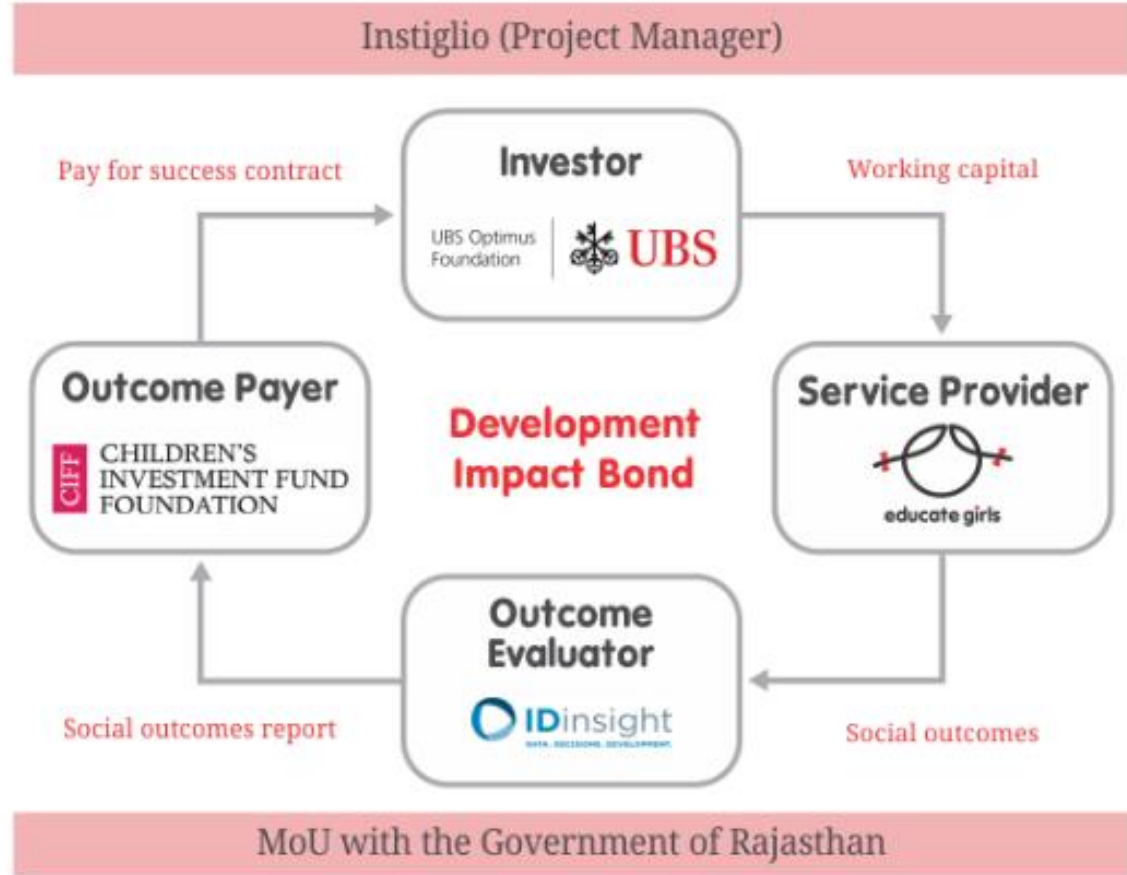 Instiglio (Project Manager)
Pay for success contract
Investor
UBS Optimus
Foundation
UBS
Working capital
Outcome Payer
CIFF
CHILDREN'S
INVESTMENT FUND
FOUNDATION
Development
Impact Bond
Service Provider
educate girls
Outcome
Evaluator
IDinsight
DATA. DECISIONS. DEVELOPMENT.
Social outcomes report
Social outcomes
MoU with the Government of Rajasthan